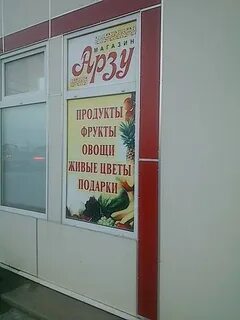 МАГАЗИН
Арзу
ПРОДУКТЫ
ФРУКТЫ
ОВОЩИ
ЖИВЫЕ ЦВЕТЫ
ПОДАРКИ